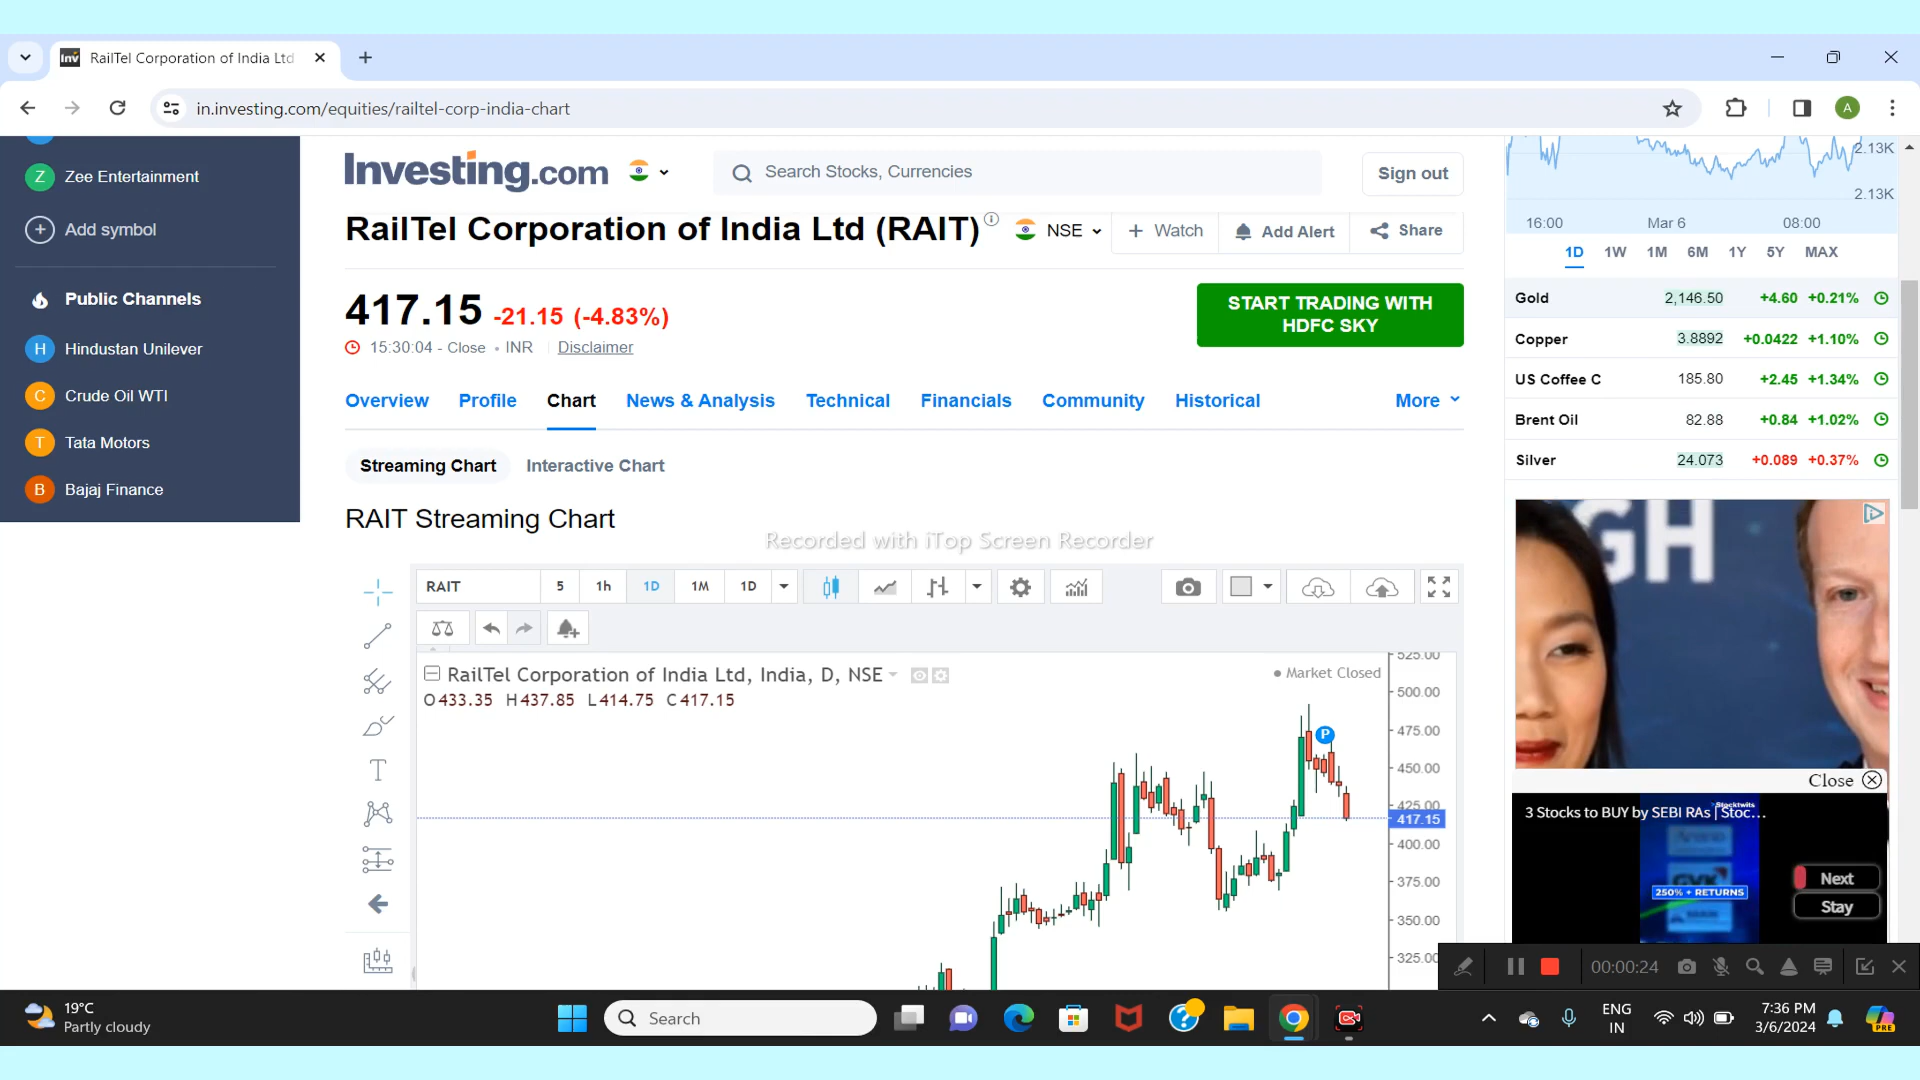 RailTel Corporation of India Ltd
in.investing.com/equities/railtel-corp-india-chart
A
Z Zee Entertainment
Add symbol
Public Channels
H Hindustan Unilever
C Crude Oil WTI
T Tata Motors
B Bajaj Finance
Investing.com
Search Stocks, Currencies
Sign out
RailTel Corporation of India Ltd (RAIT)
NSE
+ Watch
Add Alert
Share
417.15 -21.15 (-4.83%)
15:30:04 - Close • INR
Disclaimer
START TRADING WITH
HDFC SKY
Overview Profile Chart News & Analysis Technical Financials Community Historical More
Streaming Chart Interactive Chart
RAIT Streaming Chart
Recorded with iTop Screen Recorder
RAIT 5 1h 1D 1M 1D
RailTel Corporation of India Ltd, India, D, NSE
Market Closed
O433.35 H437.85 L414.75 C417.15
P
525.00
500.00
475.00
450.00
425.00
417.15
400.00
375.00
350.00
325.00
2.13K
2.13K
16:00 Mar 6 08:00
1D 1W 1M 6M 1Y 5Y MAX
Gold 2,146.50 +4.60 +0.21%
Copper 3.8892 +0.0422 +1.10%
US Coffee C 185.80 +2.45 +1.34%
Brent Oil 82.88 +0.84 +1.02%
Silver 24.073 +0.089 +0.37%
GH
Close
3 Stocks to BUY by SEBI RAs | Stoc...
Stocktwits
GVK
250% + RETURNS
Next
Stay
00:00:24
19°C
Partly cloudy
Search
ENG
IN
7:36 PM
3/6/2024
PRE